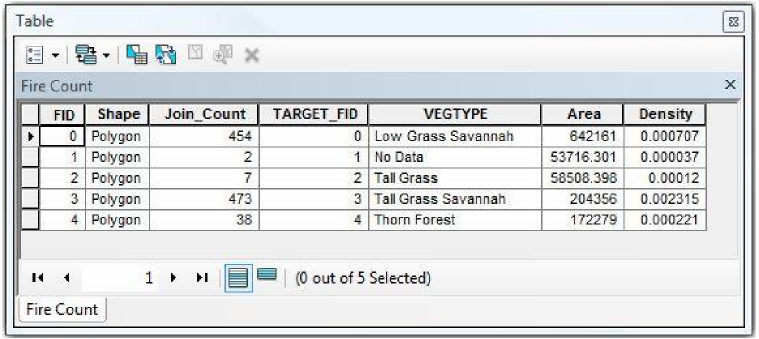 Table
Fire Count
FID Shape Join_Count TARGET_FID VEGTYPE Area Density
0 Polygon 454 0 Low Grass Savannah 642161 0.000707
1 Polygon 2 1 No Data 53716.301 0.000037
2 Polygon 7 2 Tall Grass 58508.398 0.00012
3 Polygon 473 3 Tall Grass Savannah 204356 0.002315
4 Polygon 38 4 Thorn Forest 172279 0.000221
1 (0 out of 5 Selected)
Fire Count